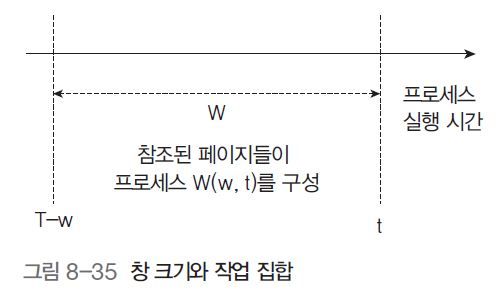 W
프로세스
실행 시간
참조된 페이지들이
프로세스 W(w, t)를 구성
T-w
t
그림 8-35 창 크기와 작업 집합